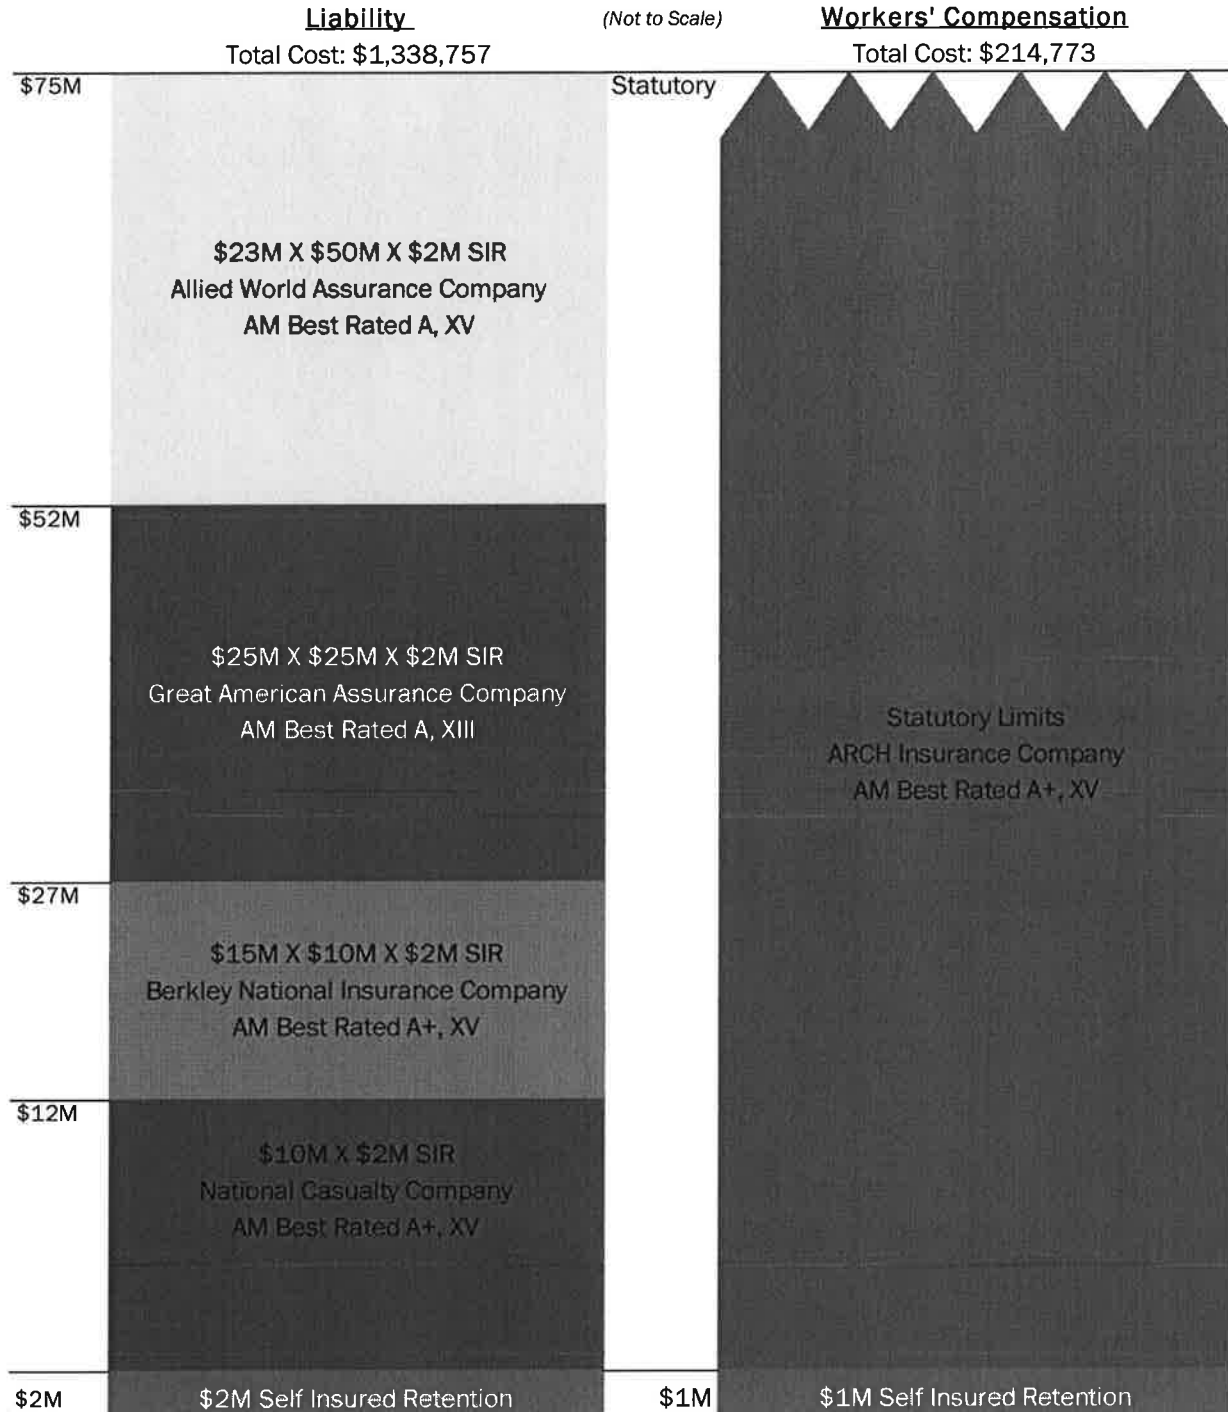 Liability
(Not to Scale)
Workers' Compensation
Total Cost: $1,338,757
Total Cost: $214,773
$75M
Statutory
$23M X $50M X $2M SIR
Allied World Assurance Company
AM Best Rated A, XV
$52M
$25M X $25M X $2M SIR
Great American Assurance Company
AM Best Rated A, XIII
Statutory Limits
ARCH Insurance Company
AM Best Rated A+, XV
$27M
$15M X $10M X $2M SIR
Berkley National Insurance Company
AM Best Rated A+, XV
$12M
$10M X $2M SIR
National Casualty Company
AM Best Rated A+, XV
$2M
$2M Self Insured Retention
$1M
$1M Self Insured Retention